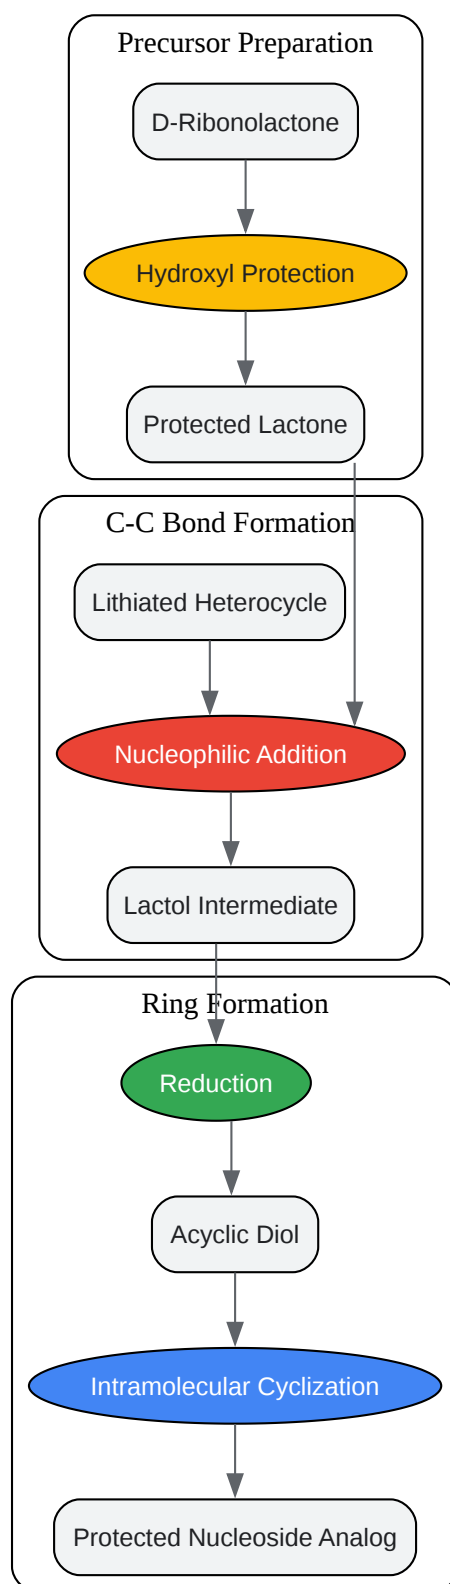 Precursor Preparation
D-Ribonolactone
Hydroxyl Protection
Protected Lactone
C-C Bond Formation
Lithiated Heterocycle
Nucleophilic Addition
Lactol Intermediate
Ring Formation
Reduction
Acyclic Diol
Intramolecular Cyclization
Protected Nucleoside Analog